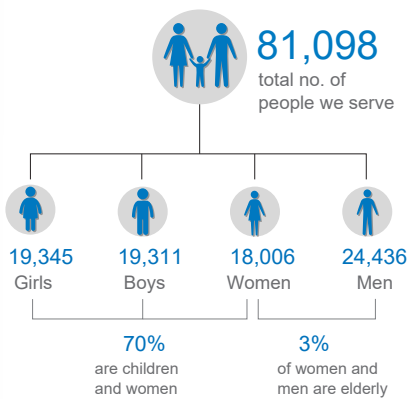 81,098
total no. of
people we serve
19,345
Girls
19,311
Boys
18,006
Women
24,436
Men
70%
are children
and women
3%
of women and
men are elderly